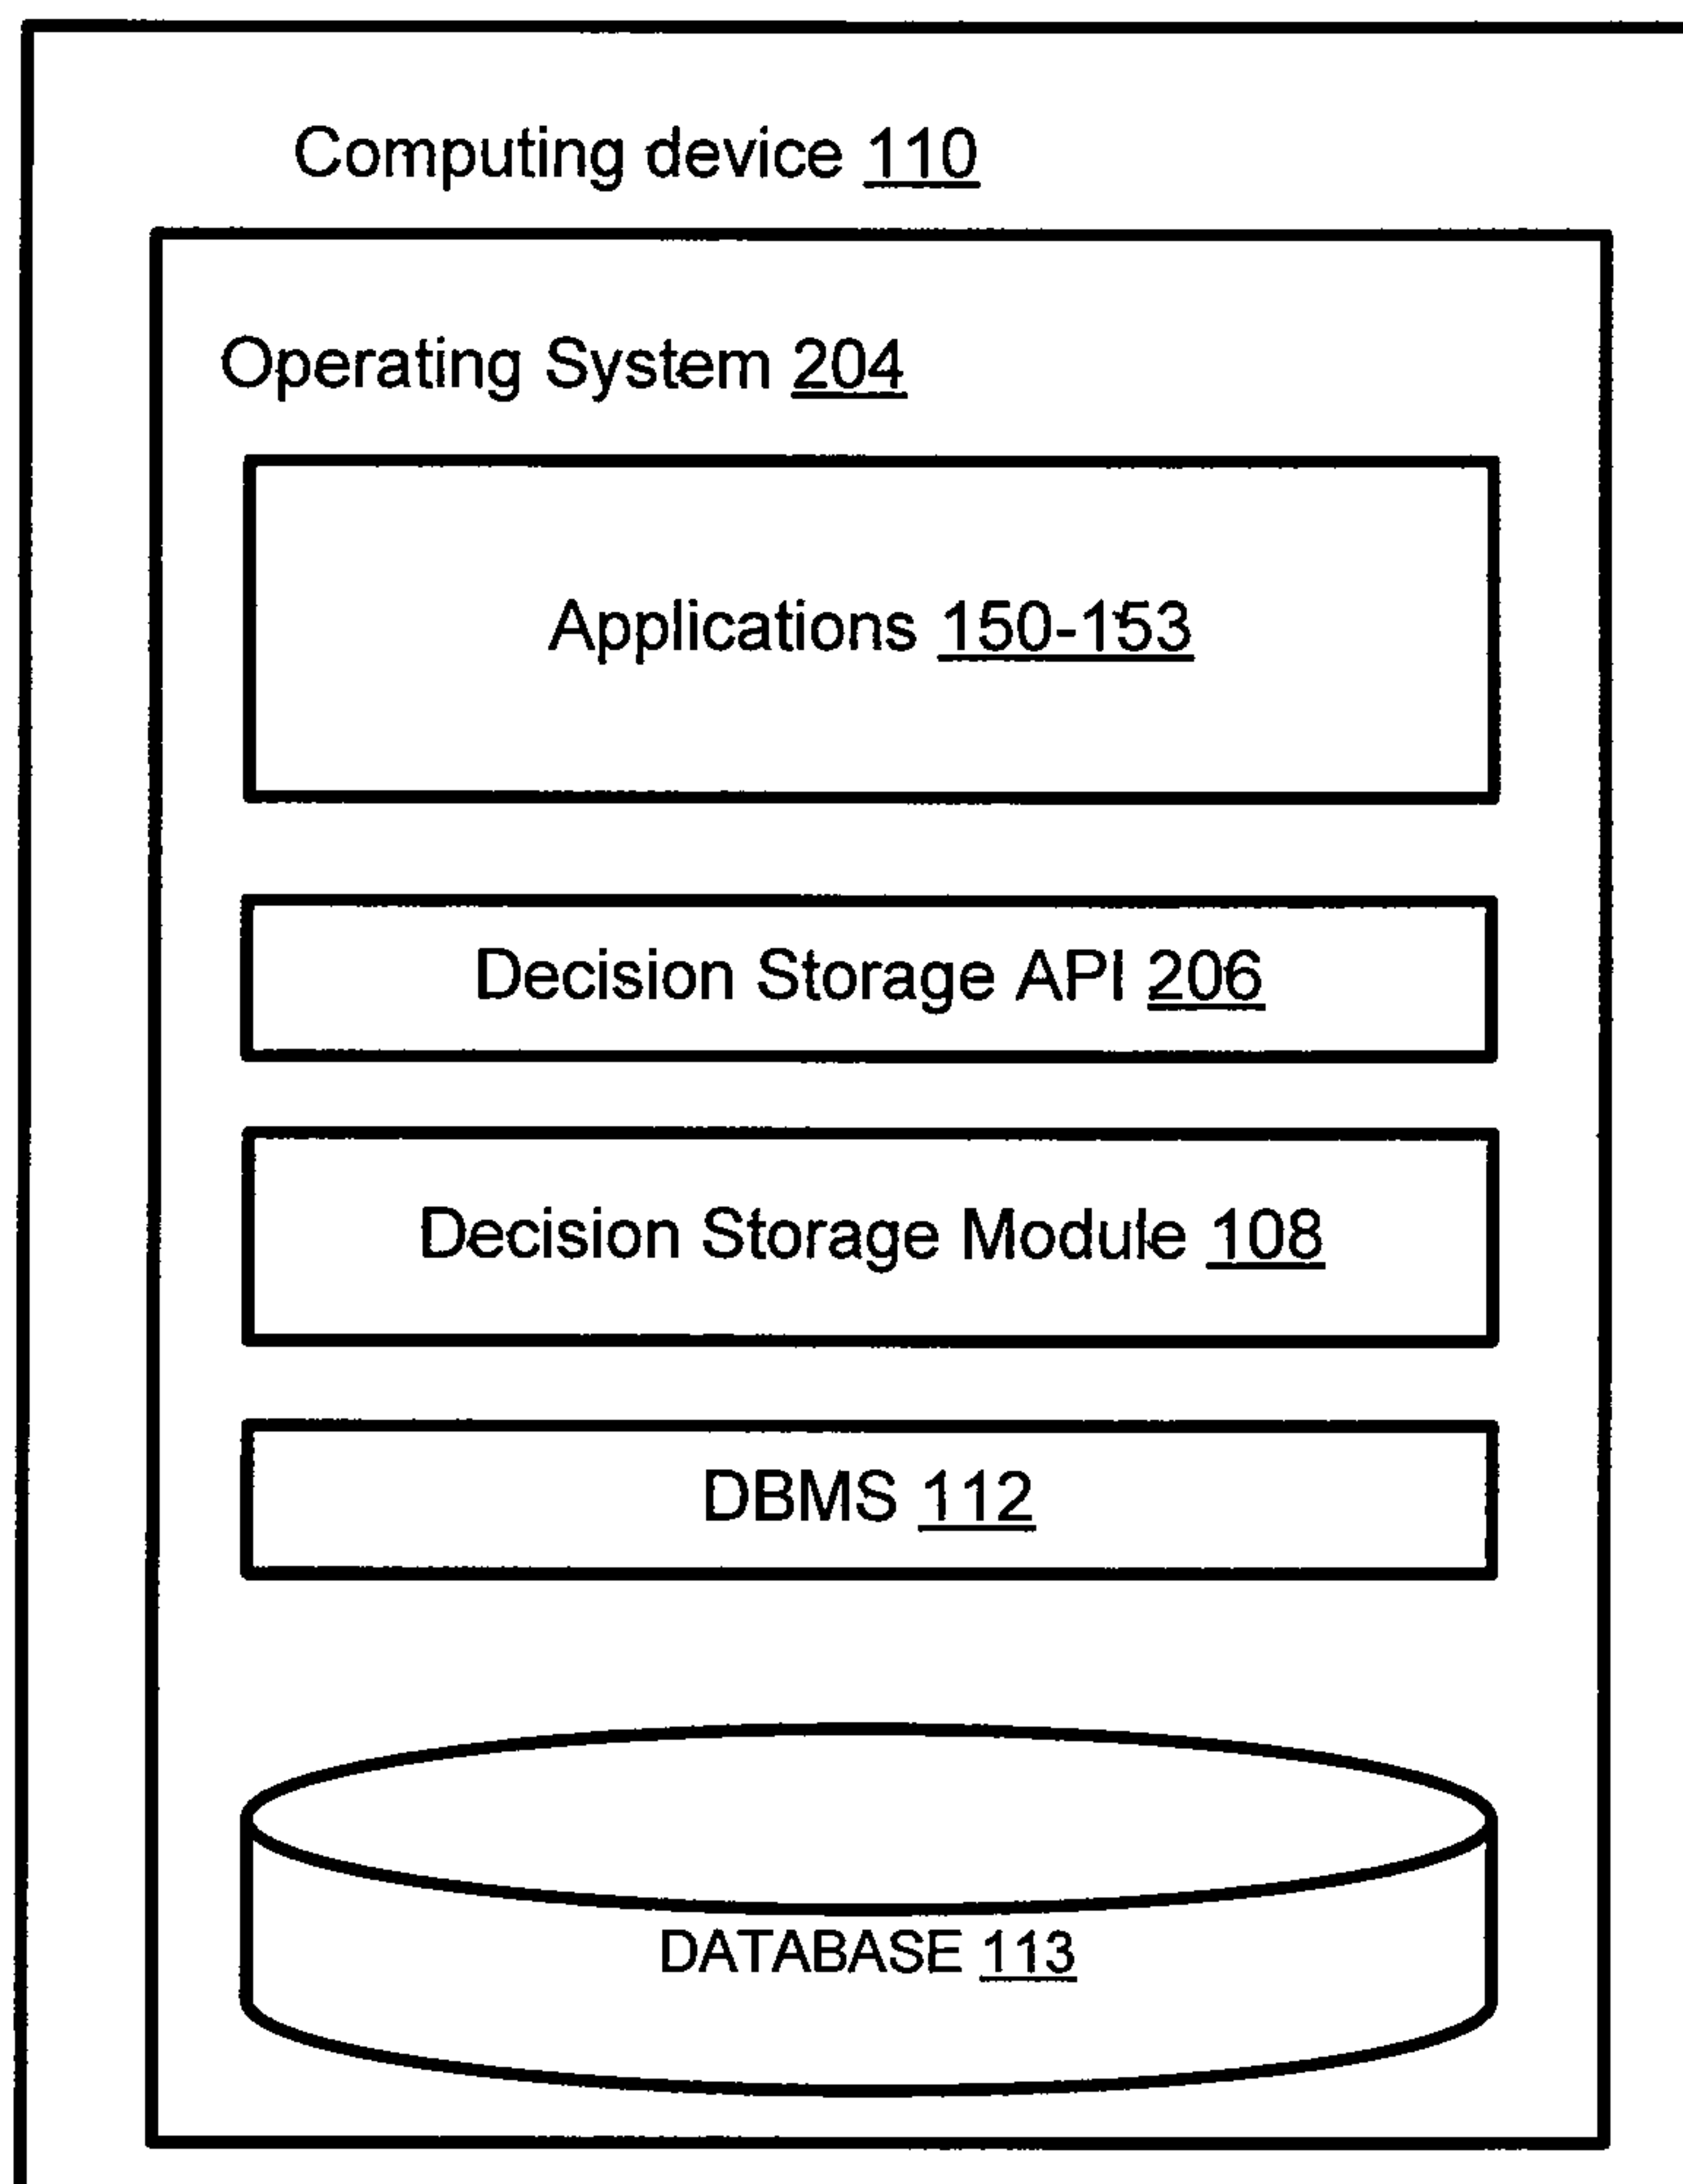 Computing device 110
Operating System 204
Applications 150-153
Decision Storage API 206
Decision Storage Module 108
DBMS 112
DATABASE 113